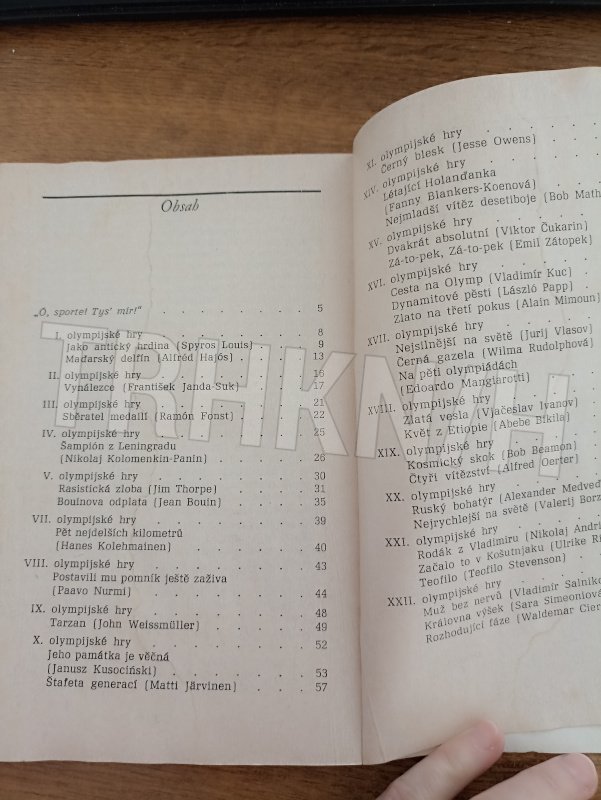 Obsah
„Ó, sporte! Tys' mír!" . . . . . . . . 5
I. olympijské hry . . . . . . . . 8
Jako antický hrdina (Spyros Louis) . . . 9
Maďarský delfín (Alfréd Hajós) . . . . 13
II. olympijské hry . . . . . . . . 16
Vynálezce (František Janda-Suk) . . . . 17
III. olympijské hry . . . . . . . . 21
Sběratel medailí (Ramón Fonst) . . . . 22
IV. olympijské hry . . . . . . . . 25
Šampión z Leningradu
(Nikolaj Kolomenkin-Panin) . . . . . 26
V. olympijské hry . . . . . . . . 30
Rasistická zloba (Jim Thorpe) . . . . 31
Bouinova odplata (Jean Bouin) . . . . 35
VII. olympijské hry . . . . . . . . 39
Pět nejdelších kilometrů
(Hanes Kolehmainen) . . . . . . 40
VIII. olympijské hry . . . . . . . . 43
Postavili mu pomník ještě zaživa
(Paavo Nurmi) . . . . . . . . 44
IX. olympijské hry . . . . . . . . 48
Tarzan (John Weissmüller) . . . . . 49
X. olympijské hry . . . . . . . . 52
Jeho památka je věčná
(Janusz Kusociński) . . . . . . 53
Štafeta generací (Matti Järvinen) . . . 57
XI. olympijské hry . . . . .
Černý blesk (Jesse Owens) . . .
XIV. olympijské hry . . . . .
Létající Holanďanka
(Fanny Blankers-Koenová) . . .
Nejmladší vítěz desetiboje (Bob
XV. olympijské hry . . . . .
Dvakrát absolutní (Viktor Čukarin)
Zá-to-pek, Zá-to-pek (Emil Zátopek)
XVI. olympijské hry . . . . .
Cesta na Olymp (Vladimír Kuc) . .
Dynamitové pěsti (László Papp) . .
Zlato na třetí pokus (Alain Mimoun)
XVII. olympijské hry . . . . .
Nejsilnější na světě (Jurij Vlasov) .
Černá gazela (Wilma Rudolphová) .
Na pěti olympiádách
(Edoardo Mangiarotti) . . . .
XVIII. olympijské hry . . . . .
Zlatá vesla (Vjačeslav Ivanov) . .
Květ z Etiopie (Abebe Bikila) . .
XIX. olympijské hry . . . . .
Kosmický skok (Bob Beamon) . .
Čtyři vítězství (Alfred Oerter) . .
XX. olympijské hry . . . . .
Ruský bohatýr (Alexander
Nejrychlejší na světě (Valerij
XXI. olympijské hry . . . . .
Rodák z Vladimiru (Nikolaj
Začalo to v Košutnjaku (Ulrike
Teofilo (Teofilo Stevenson) . . .
XXII. olympijské hry . . . . .
Muž bez nervů (Vladimír
Královna výšek (Sara Simeoniová)
Rozhodující fáze (Waldemar
TRHKNIH